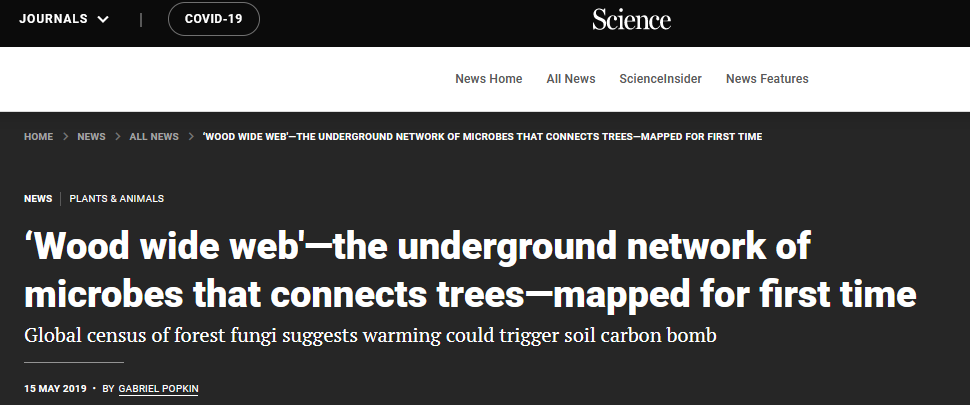 JOURNALS | COVID-19 Science
News Home All News ScienceInsider News Features
HOME > NEWS > ALL NEWS > ‘WOOD WIDE WEB'—THE UNDERGROUND NETWORK OF MICROBES THAT CONNECTS TREES—MAPPED FOR FIRST TIME
NEWS | PLANTS & ANIMALS
‘Wood wide web'—the underground network of
microbes that connects trees—mapped for first time
Global census of forest fungi suggests warming could trigger soil carbon bomb
15 MAY 2019 • BY GABRIEL POPKIN